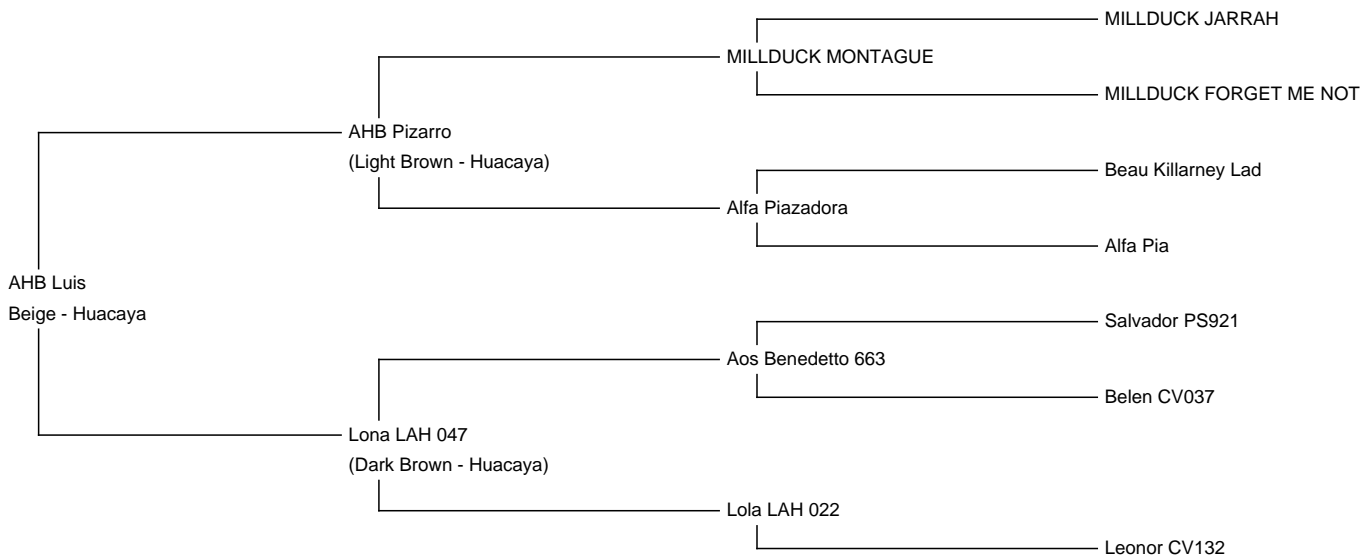 MILLDUCK JARRAH
MILLDUCK MONTAGUE
MILLDUCK FORGET ME NOT
AHB Pizarro
(Light Brown - Huacaya)
Beau Killarney Lad
Alfa Piazadora
Alfa Pia
AHB Luis
Beige - Huacaya
Salvador PS921
Aos Benedetto 663
Belen CV037
Lona LAH 047
(Dark Brown - Huacaya)
Lola LAH 022
Leonor CV132